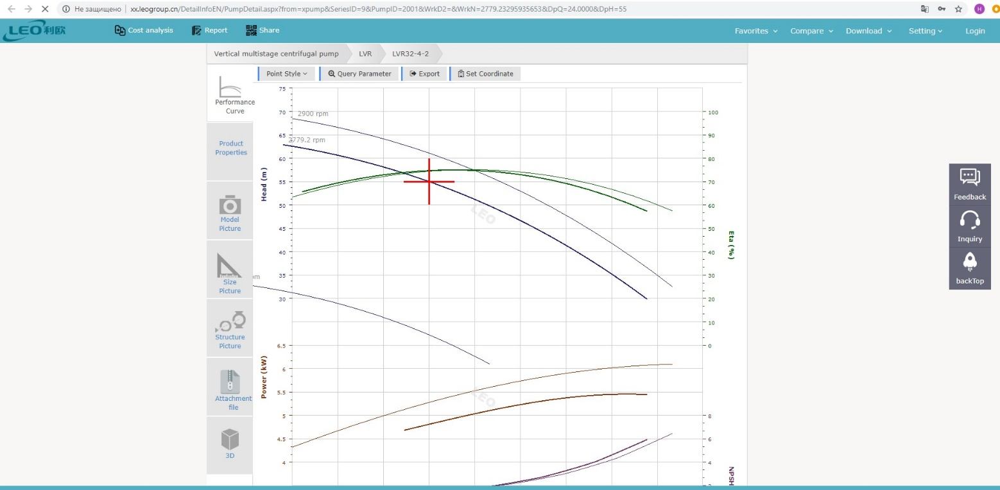 Не защищено | xx.leogroup.cn/DetailInfoEN/PumpDetail.aspx?from=xpump&SeriesID=9&PumpID=2001&WrkD2=&WrkN=2779.23295935653&DpQ=24.0000&DpH=55
H
LEO利欧 Cost analysis Report Share Favorites Compare Download Setting Login
Vertical multistage centrifugal pump LVR LVR32-4-2
Point Style Query Parameter Export Set Coordinate
Performance
Curve
Product
Properties
Model
Picture
Size
Picture
Structure
Picture
Attachment
file
3D
75
70
65
60
55
50
45
40
35
30
Head (m)
2900 rpm
2779.2 rpm
LEO
100
90
80
70
60
50
40
30
20
10
0
Eta (%)
6.5
6
5.5
5
4.5
4
Power (kW)
LEO
8
6
4
NPSH
Feedback
Inquiry
backTop